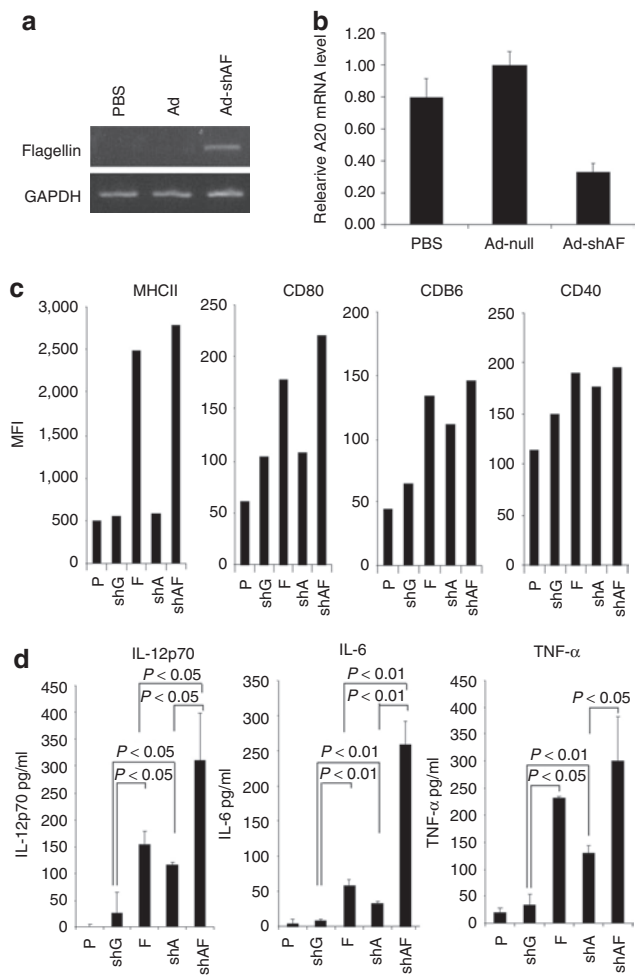 a
PBS
Ad
Ad-shAF
Flagellin
GAPDH
b
Relearive A20 mRNA level
1.20
1.00
0.80
0.60
0.40
0.20
0.00
PBS
Ad-null
Ad-shAF
c
MHCII
MFI
3,000
2,500
2,000
1,500
1,000
500
0
P
shG
F
shA
shAF
CD80
250
200
150
100
50
0
P
shG
F
shA
shAF
CDB6
200
150
100
50
0
P
shG
F
shA
shAF
CD40
200
150
100
50
0
P
shG
F
shA
shAF
d
IL-12p70
P < 0.05
P < 0.05
P < 0.05
P < 0.05
IL-12p70 pg/ml
450
400
350
300
250
200
150
100
50
0
P
shG
F
shA
shAF
IL-6
P < 0.01
P < 0.01
P < 0.01
P < 0.01
IL-6 pg/ml
350
300
250
200
150
100
50
0
P
shG
F
shA
shAF
TNF-α
P < 0.05
P < 0.01
P < 0.05
TNF-α pg/ml
450
400
350
300
250
200
150
100
50
0
P
shG
F
shA
shAF